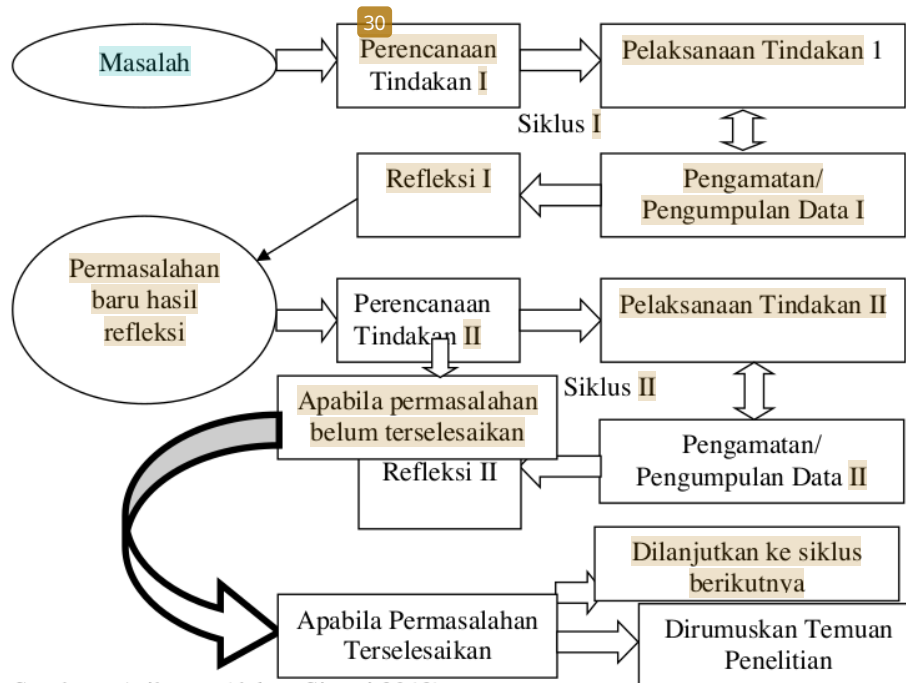 30
Masalah
Perencanaan
Tindakan I
Pelaksanaan Tindakan 1
Siklus I
Refleksi I
Pengamatan/
Pengumpulan Data I
Permasalahan
baru hasil
refleksi
Perencanaan
Tindakan II
Pelaksanaan Tindakan II
Apabila permasalahan
belum terselesaikan
Siklus II
Refleksi II
Pengamatan/
Pengumpulan Data II
Dilanjutkan ke siklus
berikutnya
Apabila Permasalahan
Terselesaikan
Dirumuskan Temuan
Penelitian